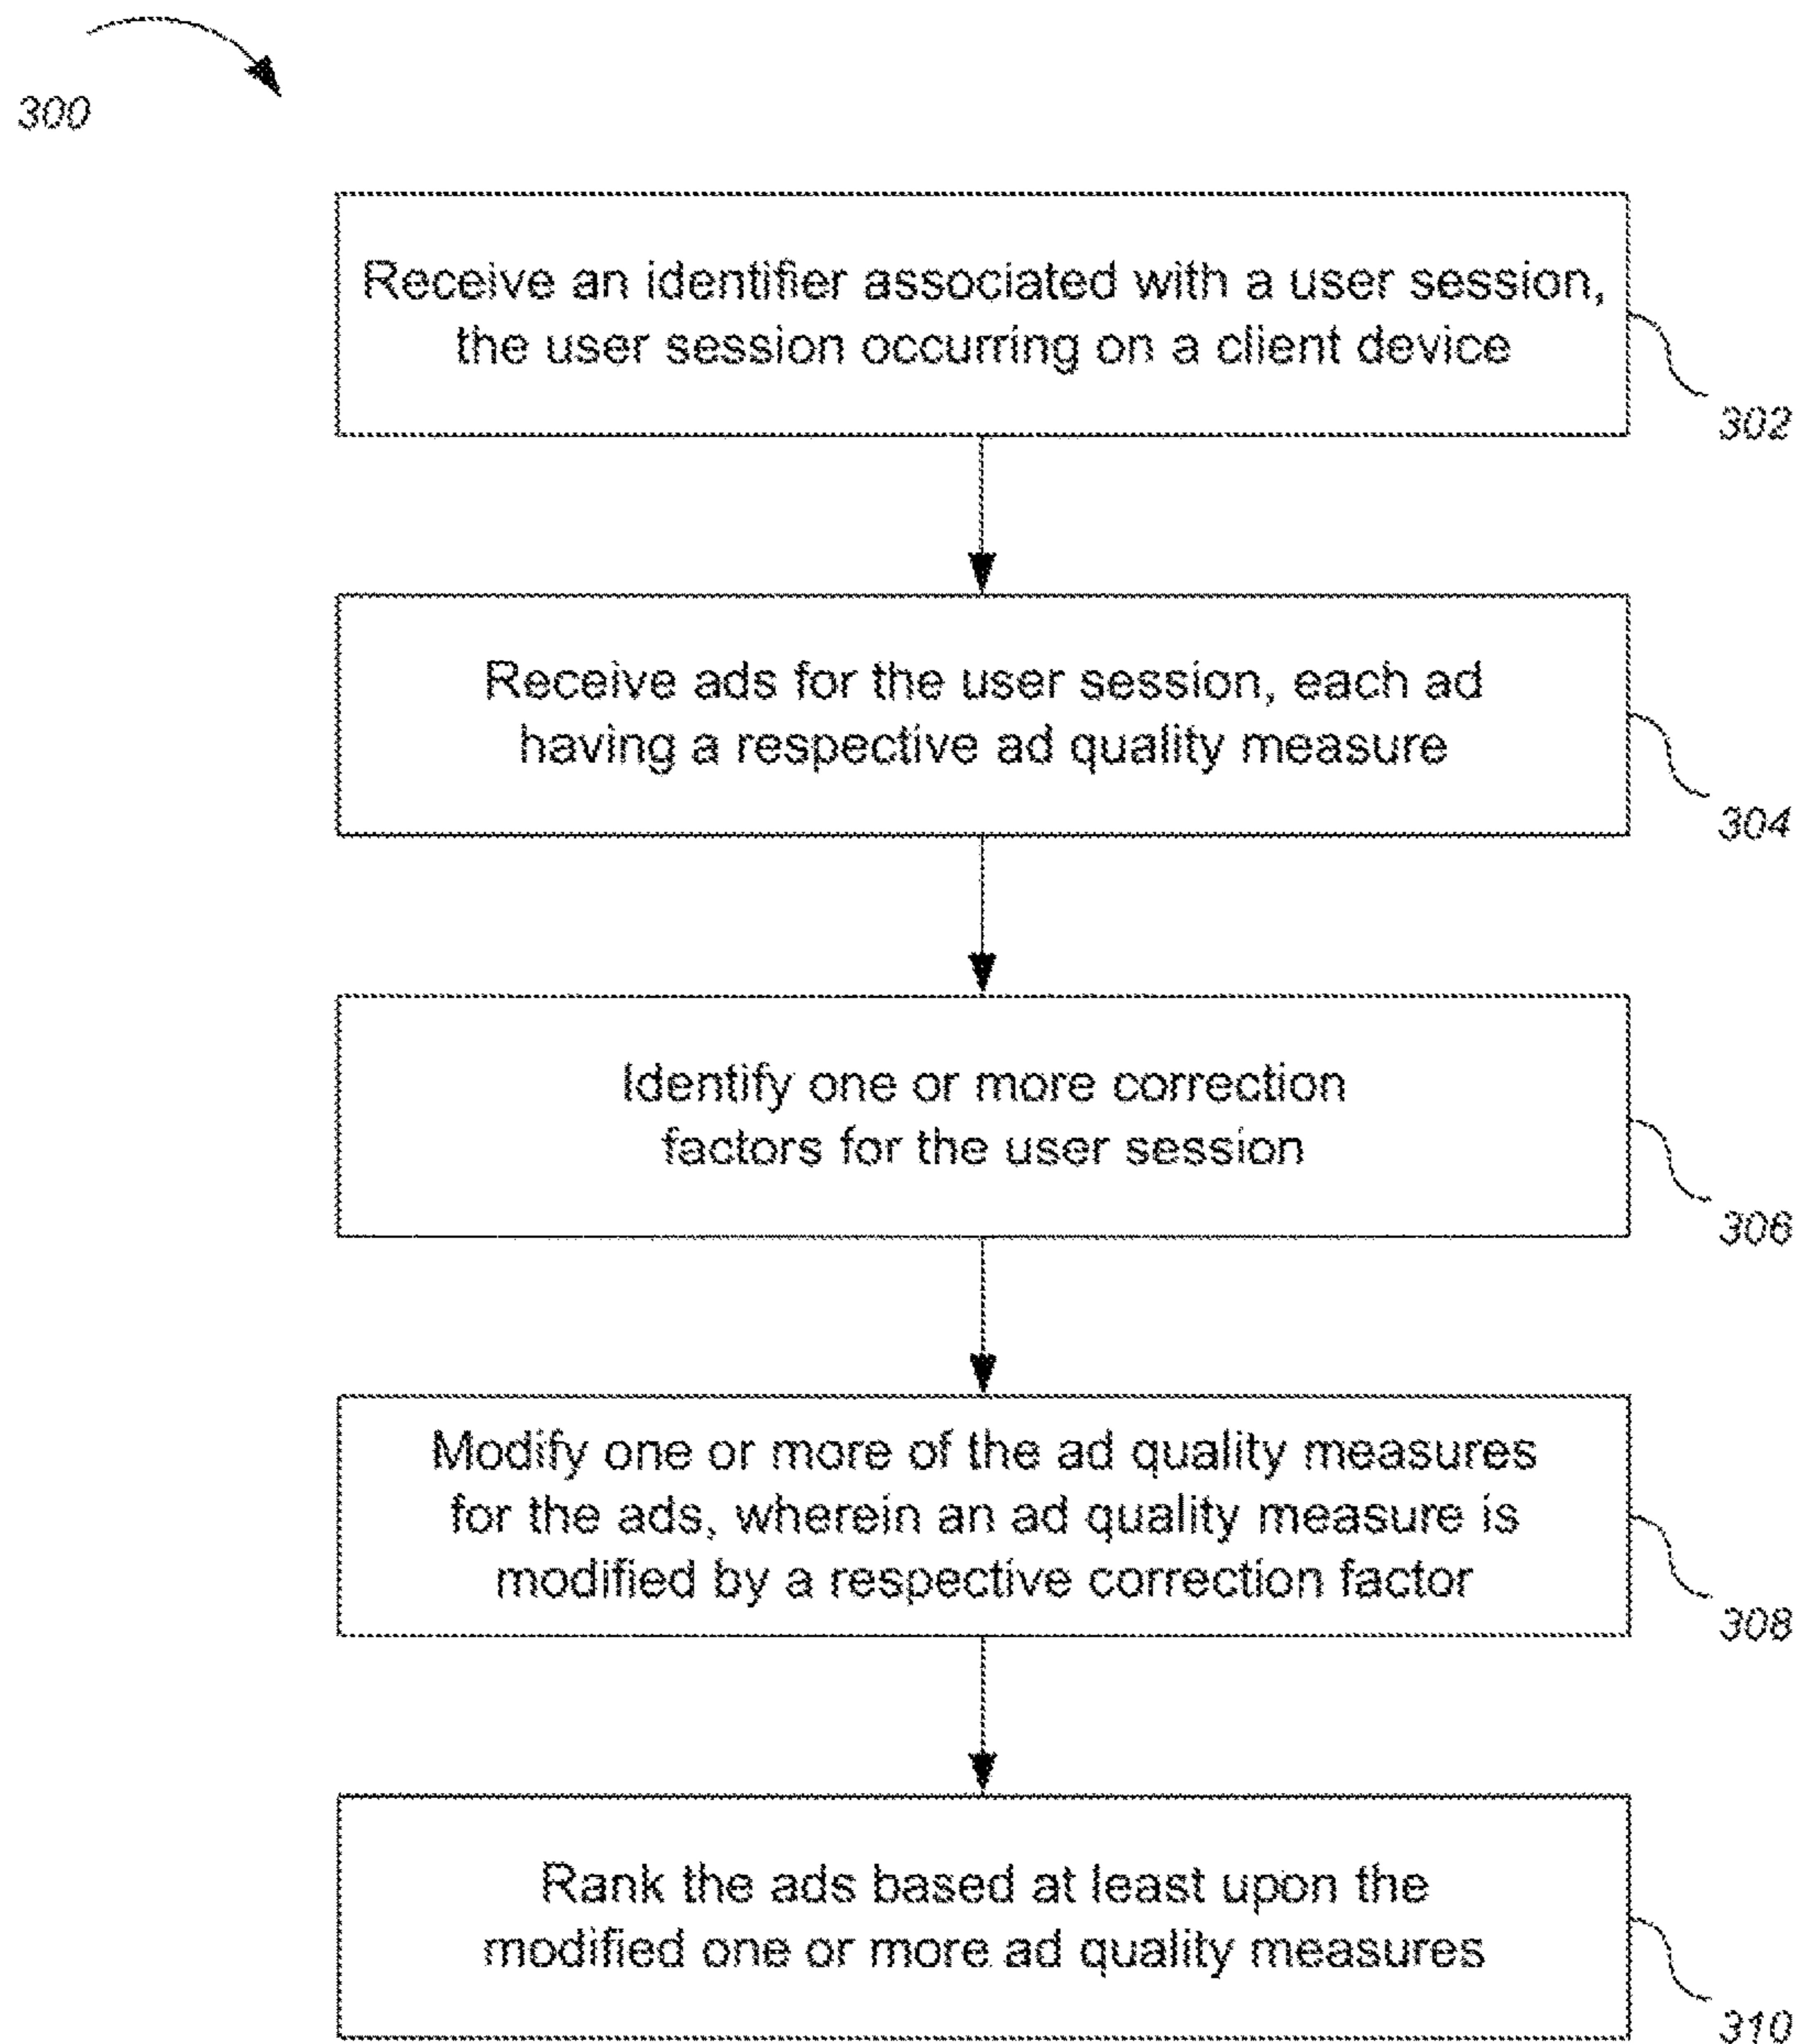 300
Receive an identifier associated with a user session,
the user session occurring on a client device
302
Receive ads for the user session, each ad
having a respective ad quality measure
304
Identify one or more correction
factors for the user session
306
Modify one or more of the ad quality measures
for the ads, wherein an ad quality measure is
modified by a respective correction factor
308
Rank the ads based at least upon the
modified one or more ad quality measures
310